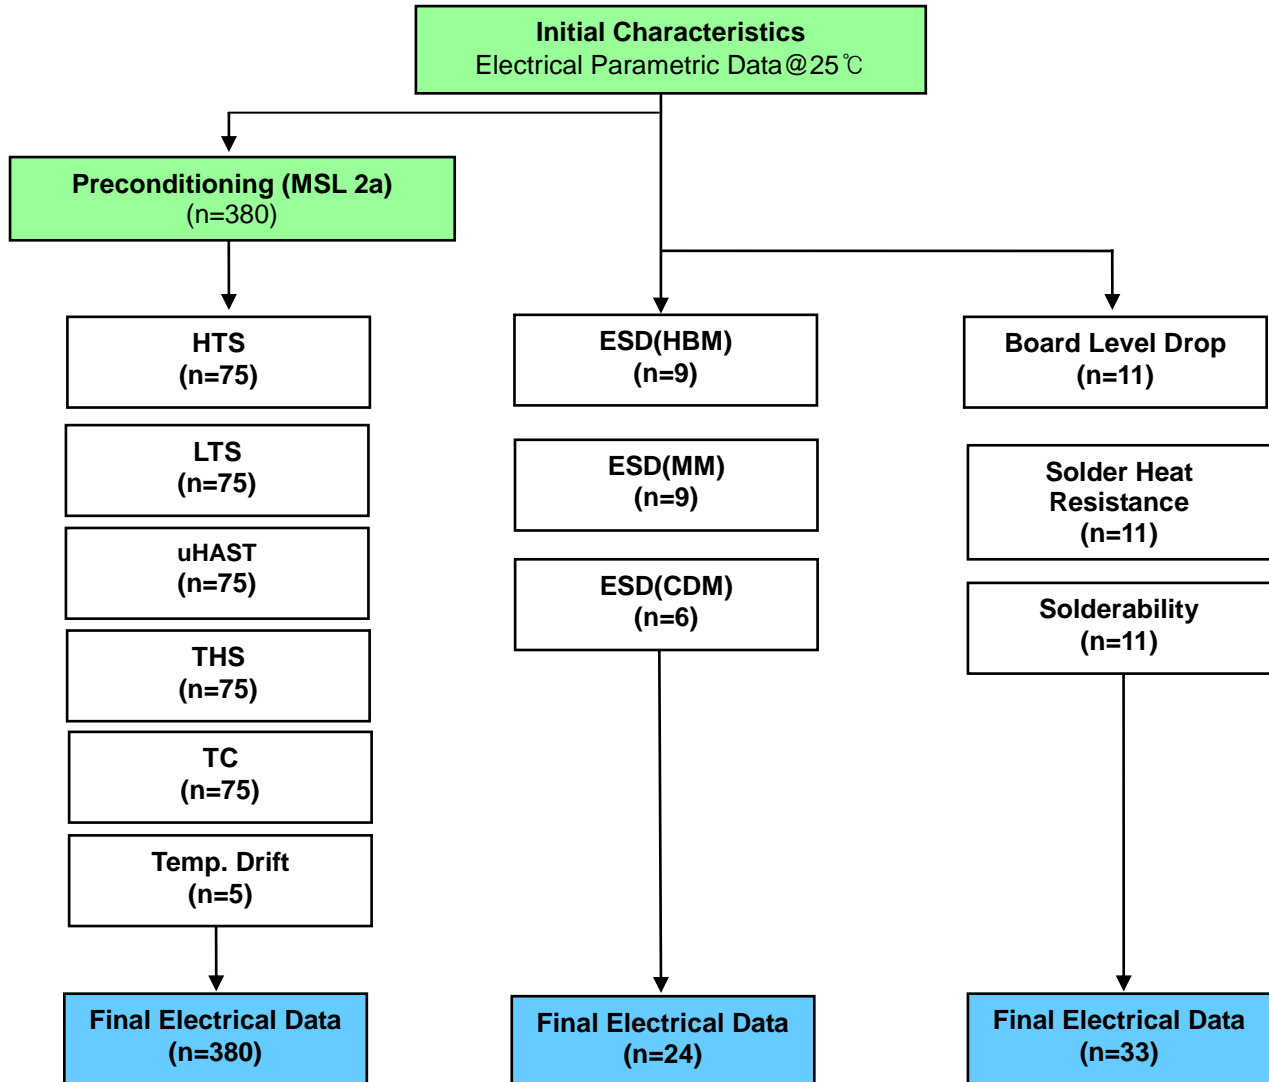 Initial Characteristics
Electrical Parametric Data@25℃
Preconditioning (MSL 2a)
(n=380)
HTS
(n=75)
LTS
(n=75)
uHAST
(n=75)
THS
(n=75)
TC
(n=75)
Temp. Drift
(n=5)
Final Electrical Data
(n=380)
ESD(HBM)
(n=9)
ESD(MM)
(n=9)
ESD(CDM)
(n=6)
Final Electrical Data
(n=24)
Board Level Drop
(n=11)
Solder Heat
Resistance
(n=11)
Solderability
(n=11)
Final Electrical Data
(n=33)